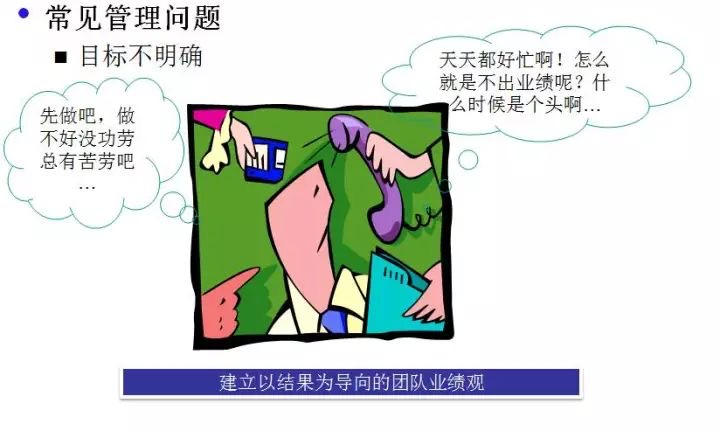 常见管理问题
目标不明确
天天都好忙啊！怎么
就是不出业绩呢？什
么时候是个头啊…
先做吧，做
不好没功劳
总有苦劳吧
…
建立以结果为导向的团队业绩观